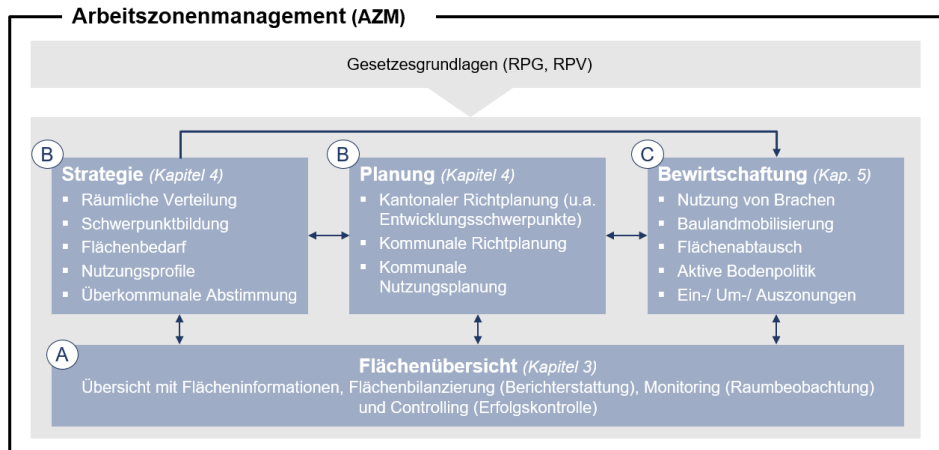 Arbeitszonenmanagement (AZM)
Gesetzesgrundlagen (RPG, RPV)
B
Strategie (Kapitel 4)
▪ Räumliche Verteilung
▪ Schwerpunktbildung
▪ Flächenbedarf
▪ Nutzungsprofile
▪ Überkommunale Abstimmung
B
Planung (Kapitel 4)
▪ Kantonaler Richtplanung (u.a.
Entwicklungsschwerpunkte)
▪ Kommunale Richtplanung
▪ Kommunale
Nutzungsplanung
C
Bewirtschaftung (Kap. 5)
▪ Nutzung von Brachen
▪ Baulandmobilisierung
▪ Flächenabtausch
▪ Aktive Bodenpolitik
▪ Ein-/ Um-/ Auszonungen
A
Flächenübersicht (Kapitel 3)
Übersicht mit Flächeninformationen, Flächenbilanzierung (Berichterstattung), Monitoring (Raumbeobachtung)
und Controlling (Erfolgskontrolle)